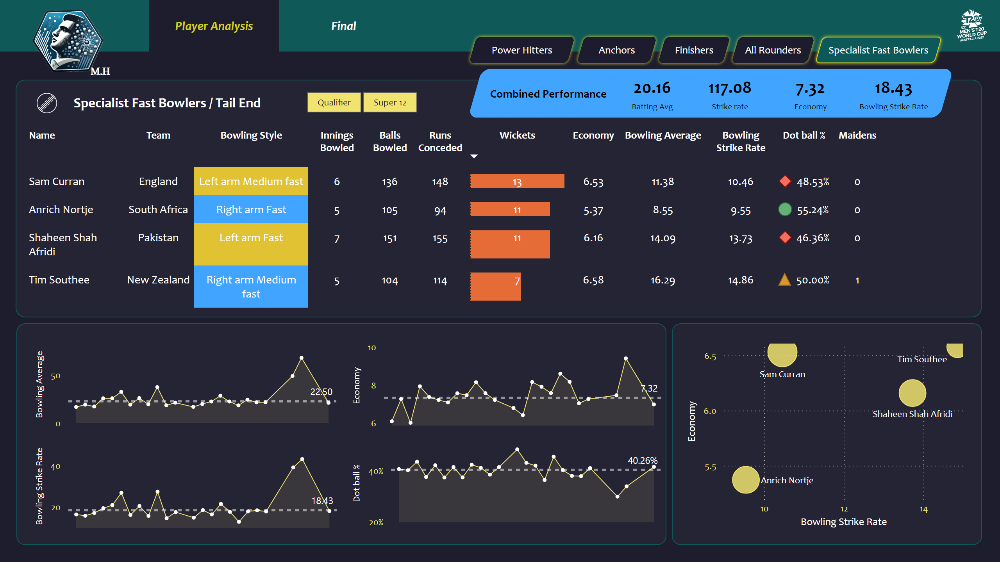 Player Analysis
Final
ICC
MEN'S T20
WORLD CUP
AUSTRALIA 2022
M.H
Power Hitters
Anchors
Finishers
All Rounders
Specialist Fast Bowlers
Specialist Fast Bowlers / Tail End
Qualifier
Super 12
Combined Performance
20.16
Batting Avg
117.08
Strike rate
7.32
Economy
18.43
Bowling Strike Rate
Name Team Bowling Style Innings Bowled Balls Bowled Runs Conceded Wickets Economy Bowling Average Bowling Strike Rate Dot ball % Maidens
Sam Curran England Left arm Medium fast 6 136 148 13 6.53 11.38 10.46 48.53% 0
Anrich Nortje South Africa Right arm Fast 5 105 94 11 5.37 8.55 9.55 55.24% 0
Shaheen Shah Afridi Pakistan Left arm Fast 7 151 155 11 6.16 14.09 13.73 46.36% 0
Tim Southee New Zealand Right arm Medium fast 5 104 114 7 6.58 16.29 14.86 50.00% 1
Bowling Average
50
0
22.50
Economy
10
8
6
7.32
Bowling Strike Rate
40
20
18.43
Dot ball %
40%
20%
40.26%
Economy
6.5
6.0
5.5
Sam Curran
Tim Southee
Shaheen Shah Afridi
Anrich Nortje
10 12 14
Bowling Strike Rate